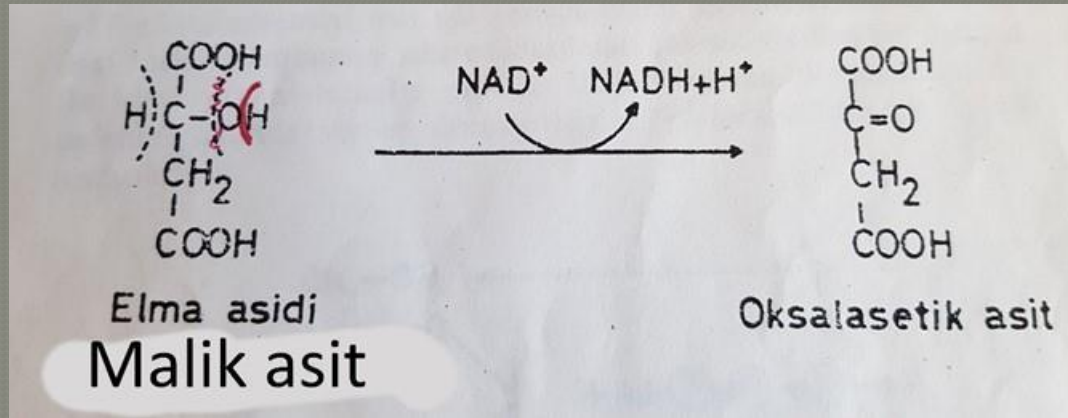 COOH
H C-OH
CH2
COOH
NAD+ NADH+H+
COOH
C=O
CH2
COOH
Elma asidi
Malik asit
Oksalasetik asit